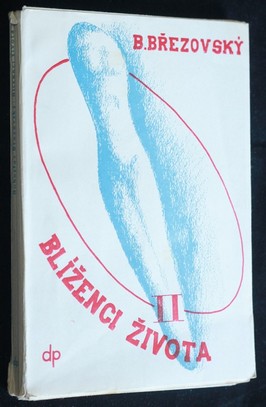 B.BŘEZOVSKÝ
II
BLÍŽENCI ŽIVOTA
dp